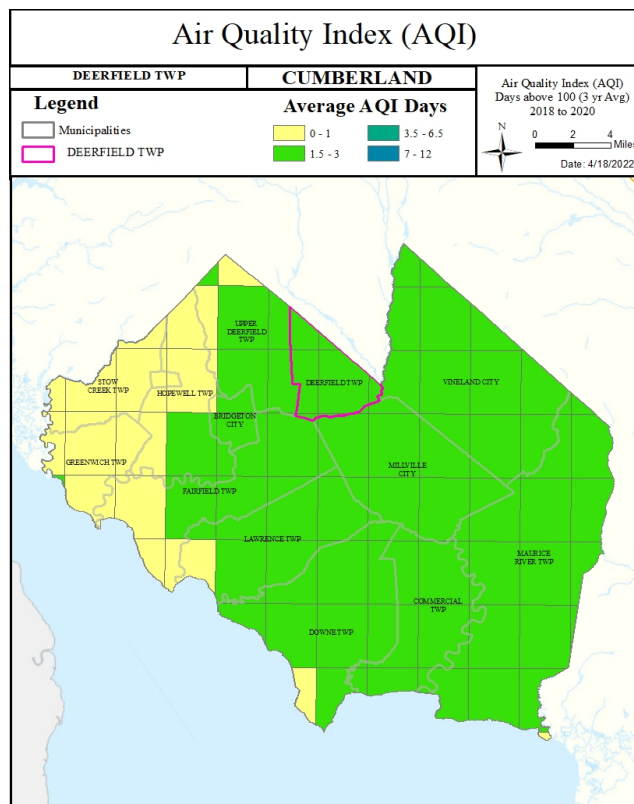 Air Quality Index (AQI)
DEERFIELD TWP
CUMBERLAND
Legend
Municipalities
DEERFIELD TWP
Average AQI Days
0 - 1
3.5 - 6.5
1.5 - 3
7 - 12
Air Quality Index (AQI)
Days above 100 (3 yr Avg)
2018 to 2020
N
0 2 4
Miles
Date: 4/18/2022
UPPER
DEERFIELD
TWP
DEERFIELD TWP
VINELAND CITY
STOW
CREEK TWP
HOPEWELL TWP
BRIDGETON
CITY
GREENWICH TWP
MILLVILLE
CITY
FAIRFIELD TWP
LAWRENCE TWP
MAURICE
RIVER TWP
COMMERCIAL
TWP
DOWNE TWP